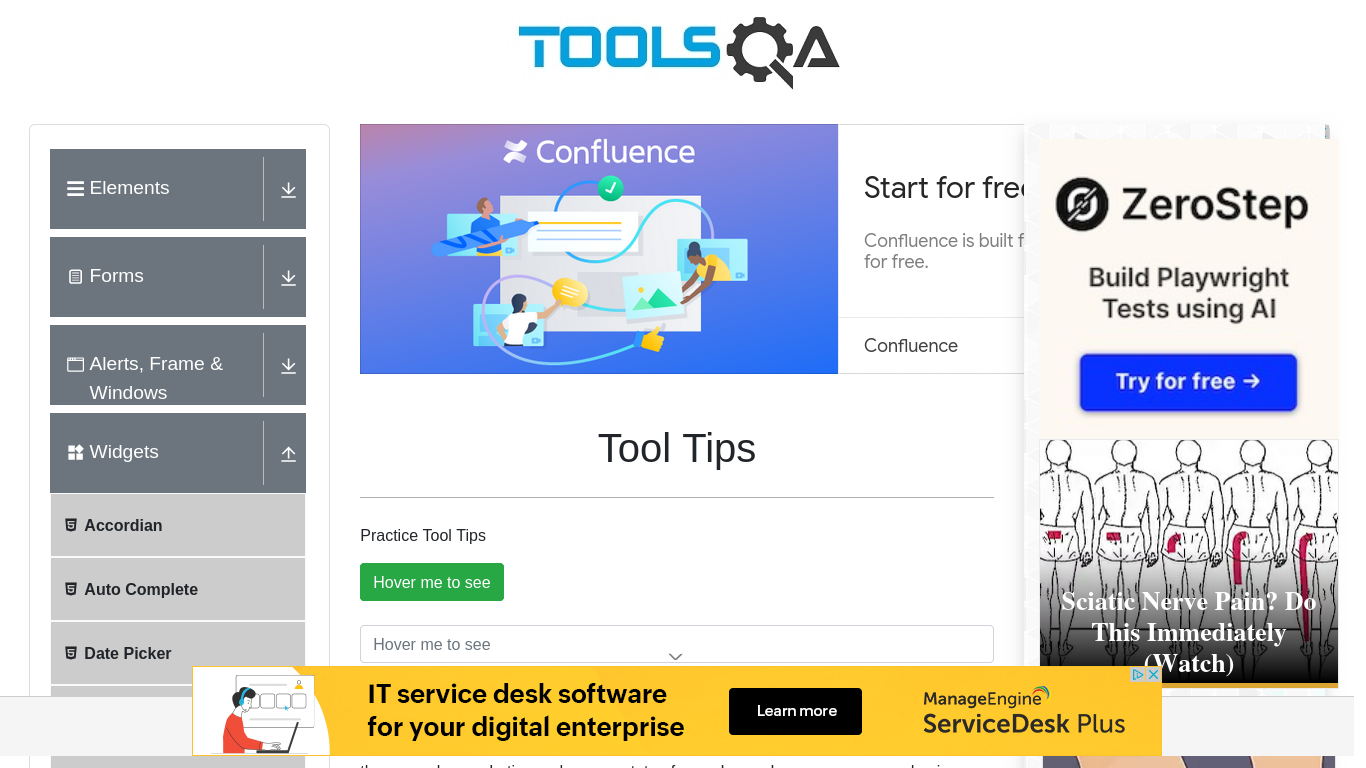 TOOLSQA
Elements
Forms
Alerts, Frame &
Windows
Widgets
Accordian
Auto Complete
Date Picker
Confluence
Start for free
Confluence is built f
for free.
Confluence
Tool Tips
Practice Tool Tips
Hover me to see
Hover me to see
ZeroStep
Build Playwright
Tests using AI
Try for free →
Sciatic Nerve Pain? Do
This Immediately
(Watch)
IT service desk software
for your digital enterprise
Learn more
ManageEngine
ServiceDesk Plus